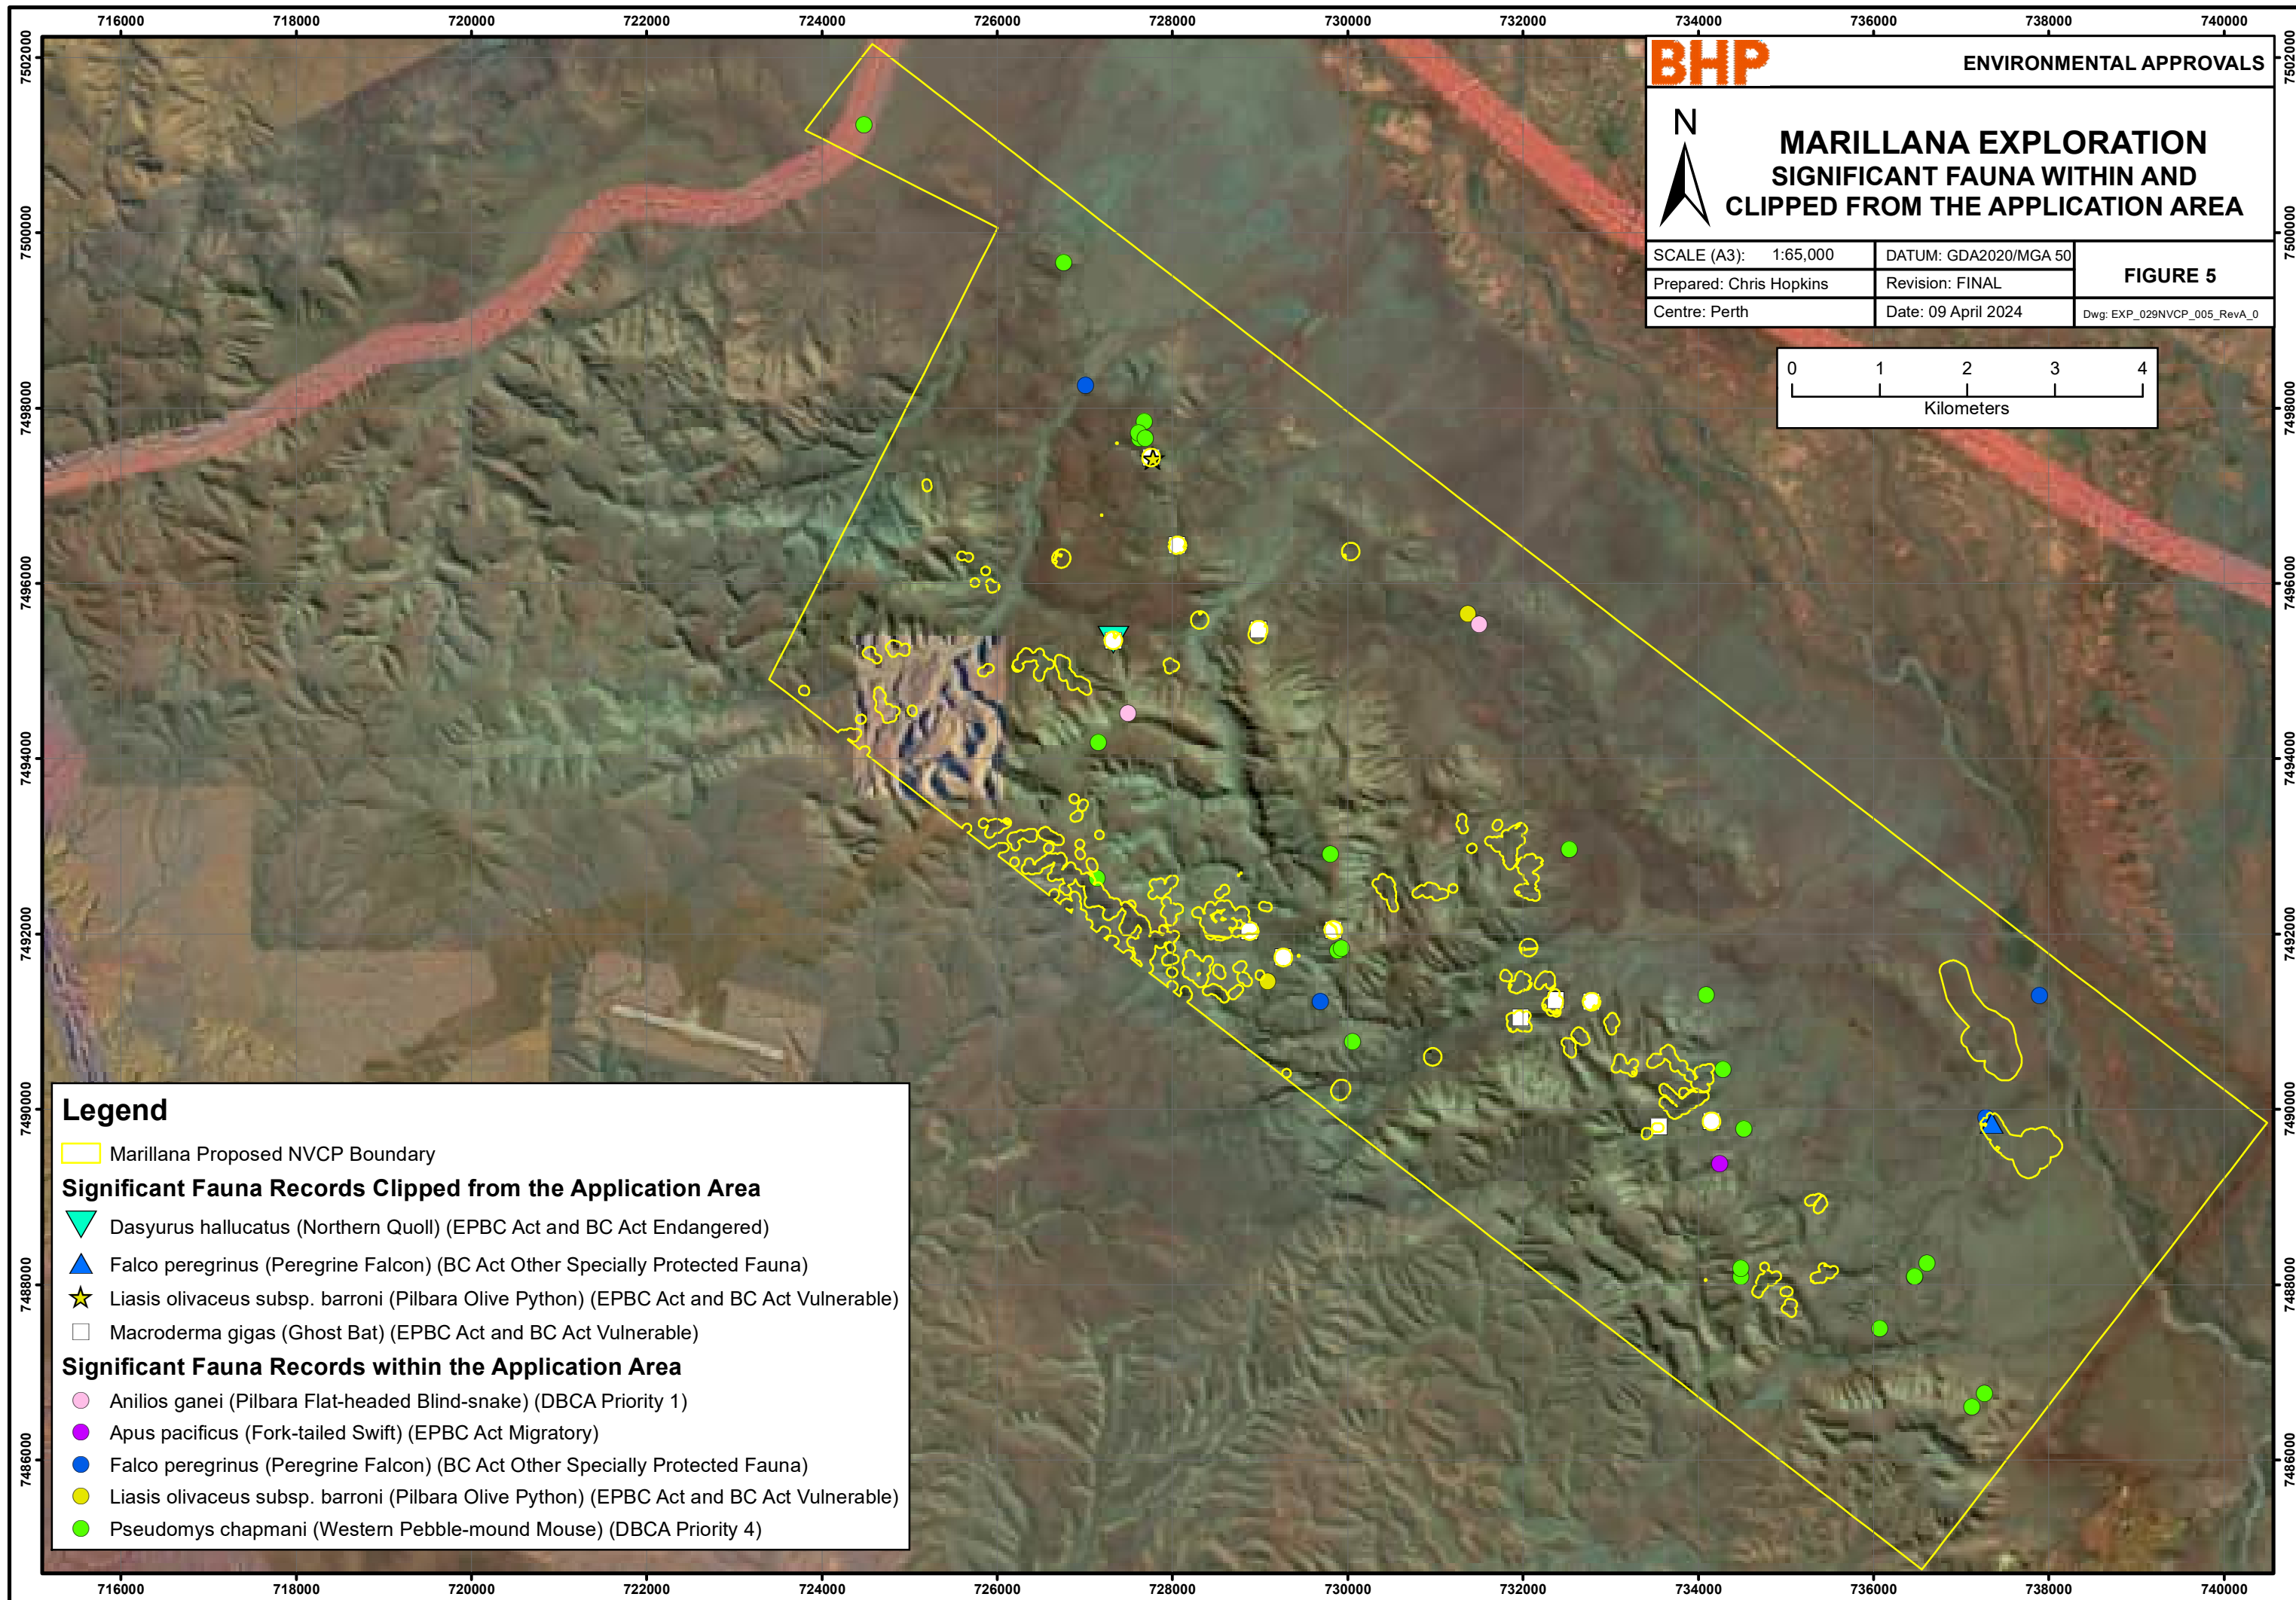 716000 718000 720000 722000 724000 726000 728000 730000 732000 734000 736000 738000 740000
7502000 7502000
7500000 7500000
7498000 7498000
7496000 7496000
7494000 7494000
7492000 7492000
7490000 7490000
7488000 7488000
7486000 7486000
BHP ENVIRONMENTAL APPROVALS
N
MARILLANA EXPLORATION
SIGNIFICANT FAUNA WITHIN AND
CLIPPED FROM THE APPLICATION AREA
SCALE (A3): 1:65,000 DATUM: GDA2020/MGA 50
Prepared: Chris Hopkins Revision: FINAL FIGURE 5
Centre: Perth Date: 09 April 2024 Dwg: EXP_029NVCP_005_RevA_0
0 1 2 3 4
Kilometers
Legend
Marillana Proposed NVCP Boundary
Significant Fauna Records Clipped from the Application Area
Dasyurus hallucatus (Northern Quoll) (EPBC Act and BC Act Endangered)
Falco peregrinus (Peregrine Falcon) (BC Act Other Specially Protected Fauna)
Liasis olivaceus subsp. barroni (Pilbara Olive Python) (EPBC Act and BC Act Vulnerable)
Macroderma gigas (Ghost Bat) (EPBC Act and BC Act Vulnerable)
Significant Fauna Records within the Application Area
Anilios ganei (Pilbara Flat-headed Blind-snake) (DBCA Priority 1)
Apus pacificus (Fork-tailed Swift) (EPBC Act Migratory)
Falco peregrinus (Peregrine Falcon) (BC Act Other Specially Protected Fauna)
Liasis olivaceus subsp. barroni (Pilbara Olive Python) (EPBC Act and BC Act Vulnerable)
Pseudomys chapmani (Western Pebble-mound Mouse) (DBCA Priority 4)
716000 718000 720000 722000 724000 726000 728000 730000 732000 734000 736000 738000 740000